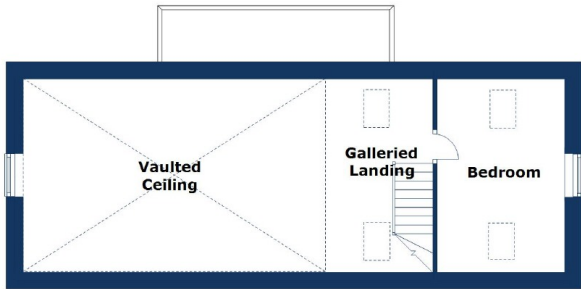 Vaulted
Ceiling
Galleried
Landing
Bedroom